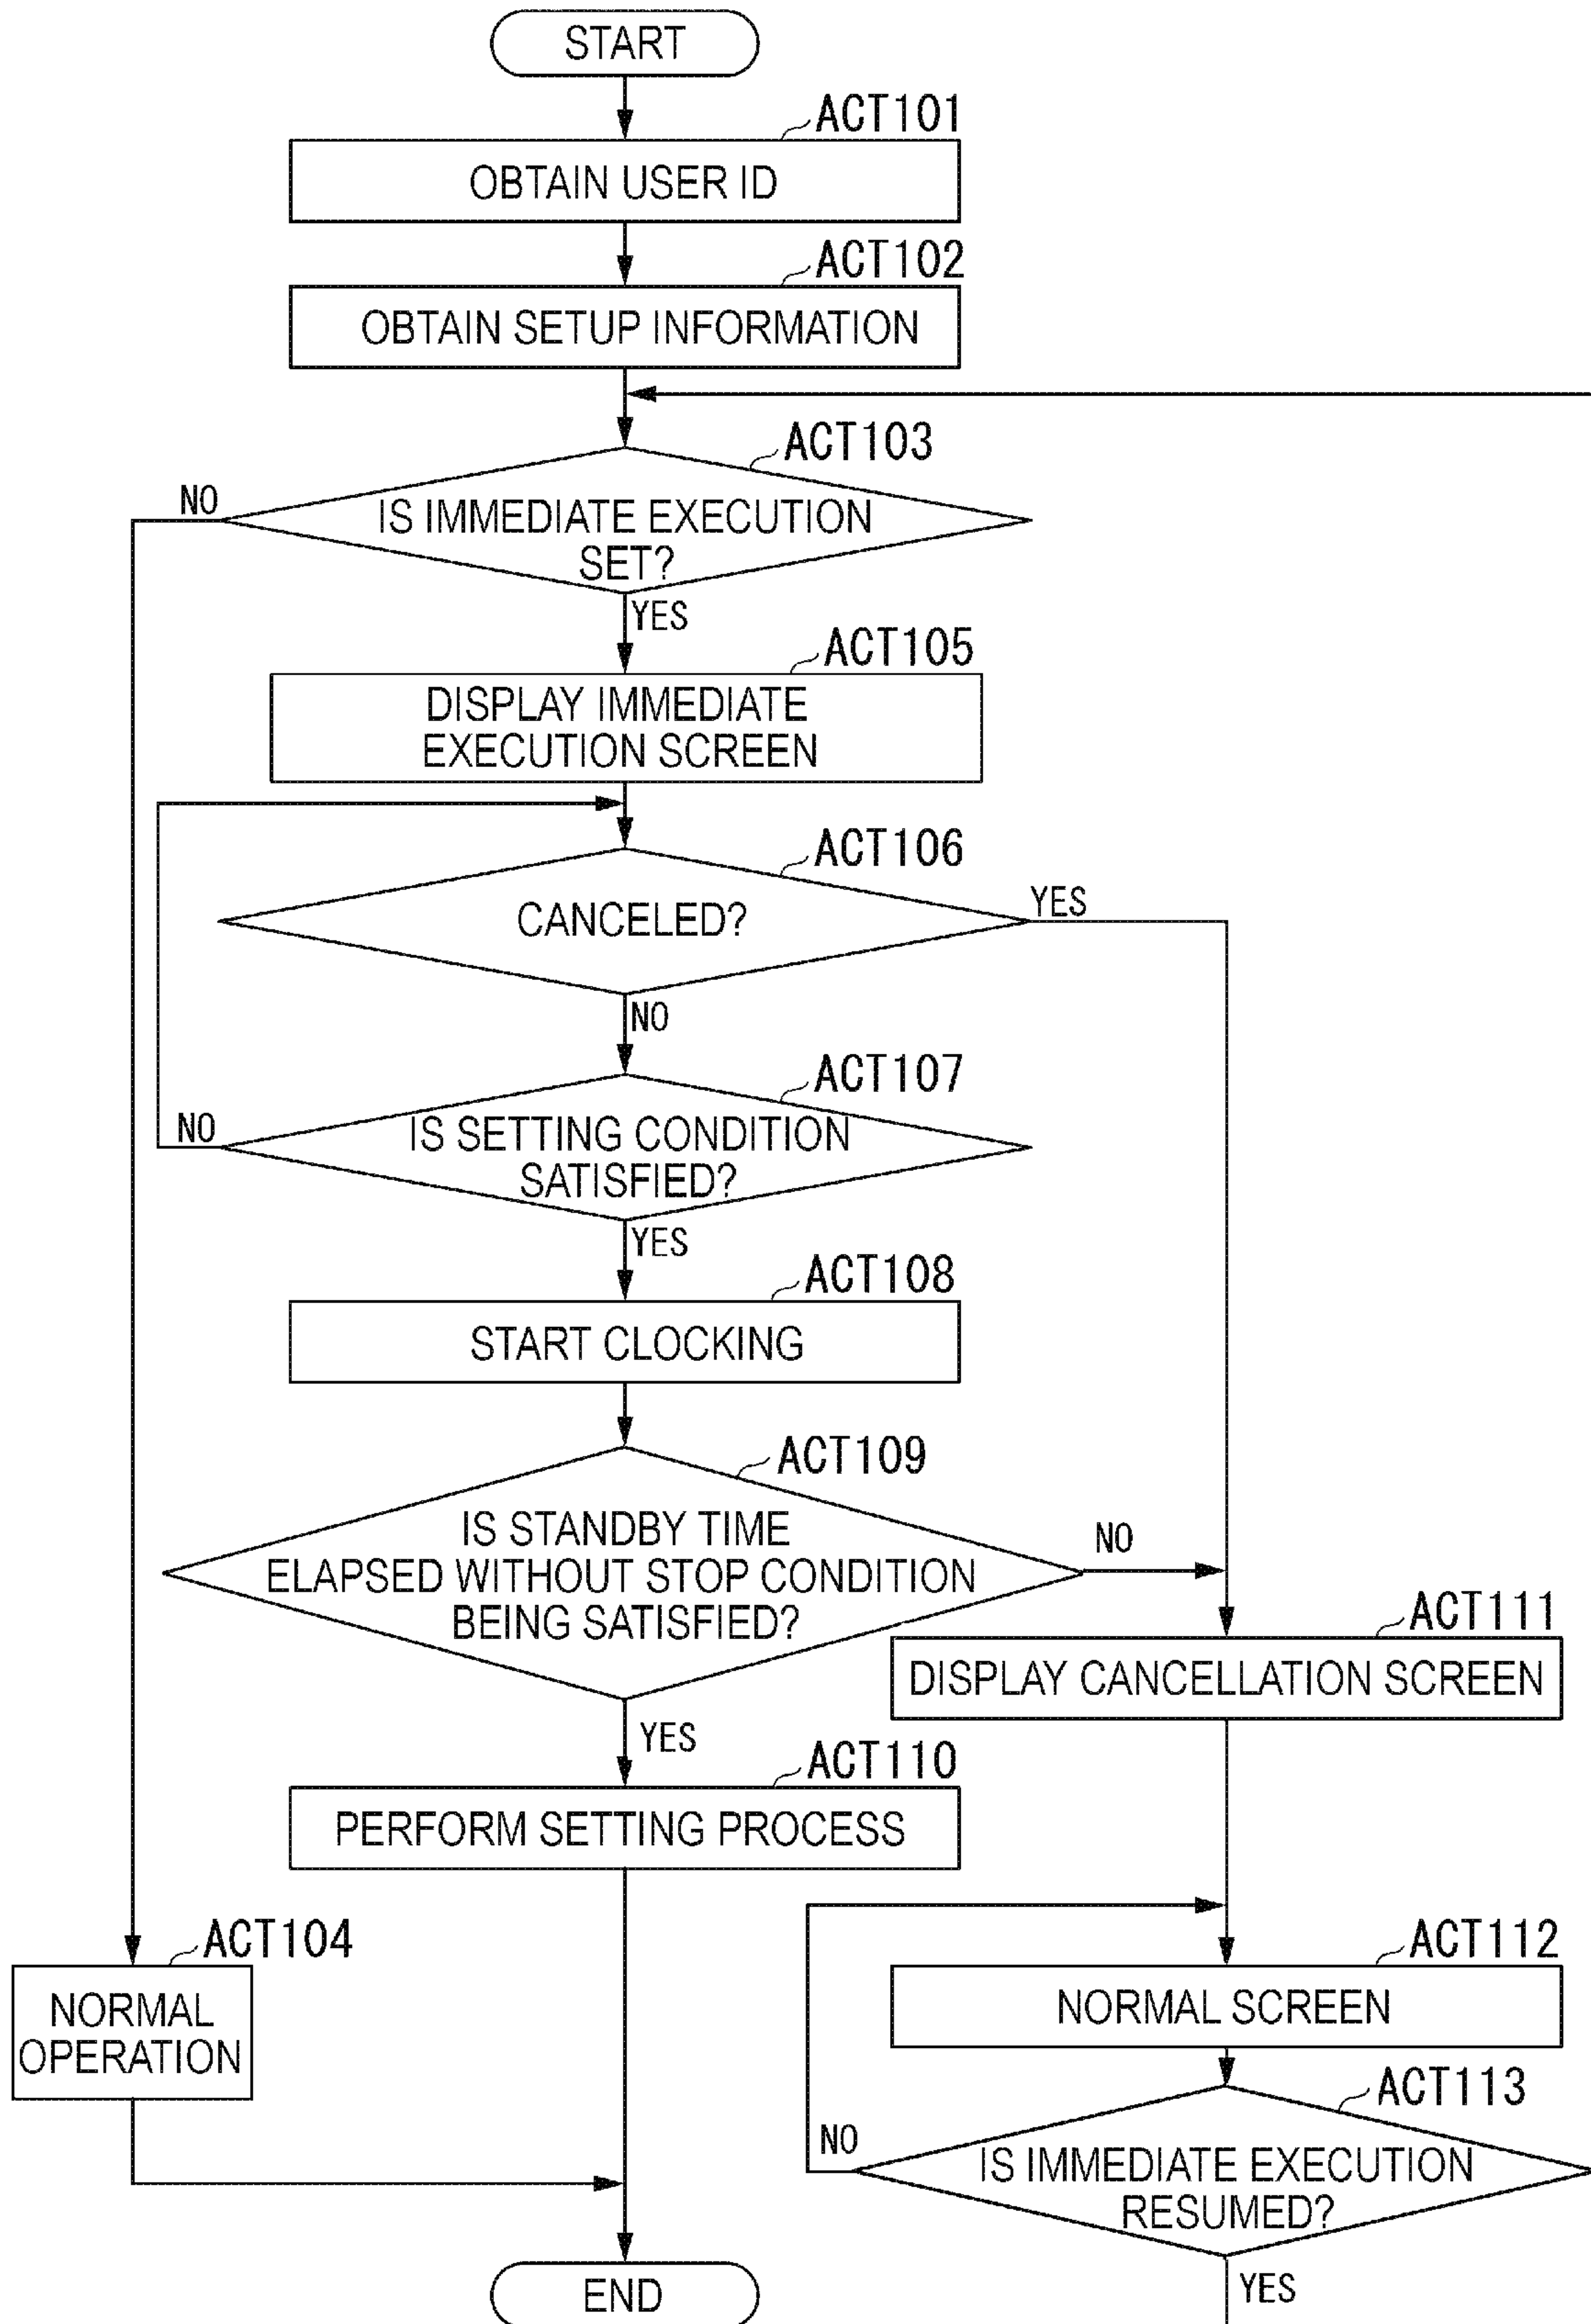 START
ACT101
OBTAIN USER ID
ACT102
OBTAIN SETUP INFORMATION
ACT103
NO
IS IMMEDIATE EXECUTION
SET?
YES
ACT105
DISPLAY IMMEDIATE
EXECUTION SCREEN
ACT106
CANCELED?
YES
NO
ACT107
NO
IS SETTING CONDITION
SATISFIED?
YES
ACT108
START CLOCKING
ACT109
IS STANDBY TIME
ELAPSED WITHOUT STOP CONDITION
BEING SATISFIED?
NO
ACT111
DISPLAY CANCELLATION SCREEN
YES
ACT110
PERFORM SETTING PROCESS
ACT104
NORMAL
OPERATION
ACT112
NORMAL SCREEN
ACT113
NO
IS IMMEDIATE EXECUTION
RESUMED?
YES
END